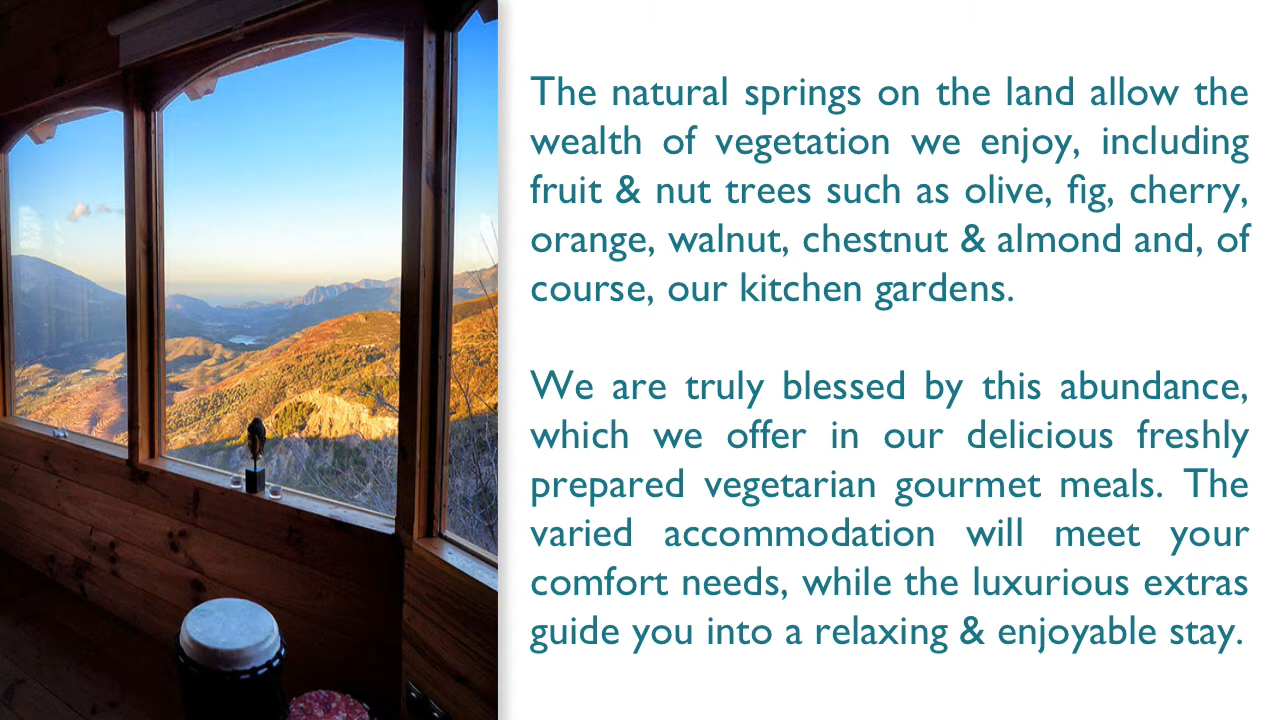 The natural springs on the land allow the
wealth of vegetation we enjoy, including
fruit & nut trees such as olive, fig, cherry,
orange, walnut, chestnut & almond and, of
course, our kitchen gardens.
We are truly blessed by this abundance,
which we offer in our delicious freshly
prepared vegetarian gourmet meals. The
varied accommodation will meet your
comfort needs, while the luxurious extras
guide you into a relaxing & enjoyable stay.